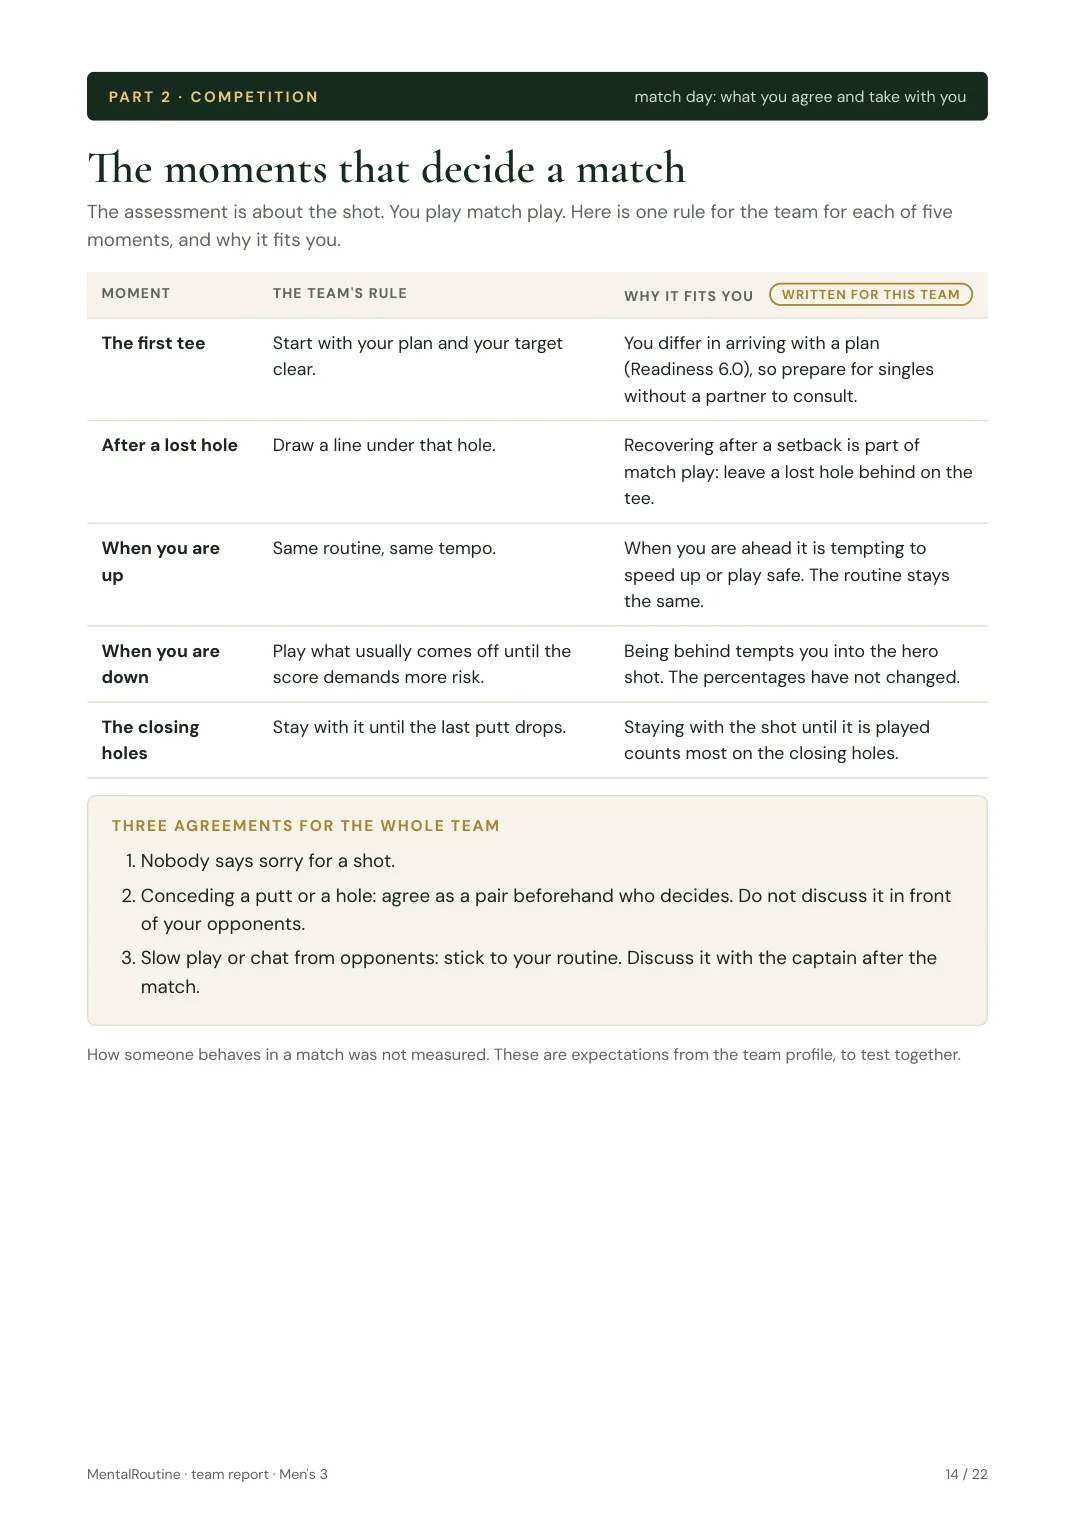 PART 2 · COMPETITION
match day: what you agree and take with you
The moments that decide a match
The assessment is about the shot. You play match play. Here is one rule for the team for each of five
moments, and why it fits you.
MOMENT
THE TEAM'S RULE
WHY IT FITS YOU
WRITTEN FOR THIS TEAM
The first tee
Start with your plan and your target
clear.
You differ in arriving with a plan
(Readiness 6.0), so prepare for singles
without a partner to consult.
After a lost hole
Draw a line under that hole.
Recovering after a setback is part of
match play: leave a lost hole behind on the
tee.
When you are
up
Same routine, same tempo.
When you are ahead it is tempting to
speed up or play safe. The routine stays
the same.
When you are
down
Play what usually comes off until the
score demands more risk.
Being behind tempts you into the hero
shot. The percentages have not changed.
The closing
holes
Stay with it until the last putt drops.
Staying with the shot until it is played
counts most on the closing holes.
THREE AGREEMENTS FOR THE WHOLE TEAM
1. Nobody says sorry for a shot.
2. Conceding a putt or a hole: agree as a pair beforehand who decides. Do not discuss it in front
of your opponents.
3. Slow play or chat from opponents: stick to your routine. Discuss it with the captain after the
match.
How someone behaves in a match was not measured. These are expectations from the team profile, to test together.
MentalRoutine · team report · Men's 3
14 / 22